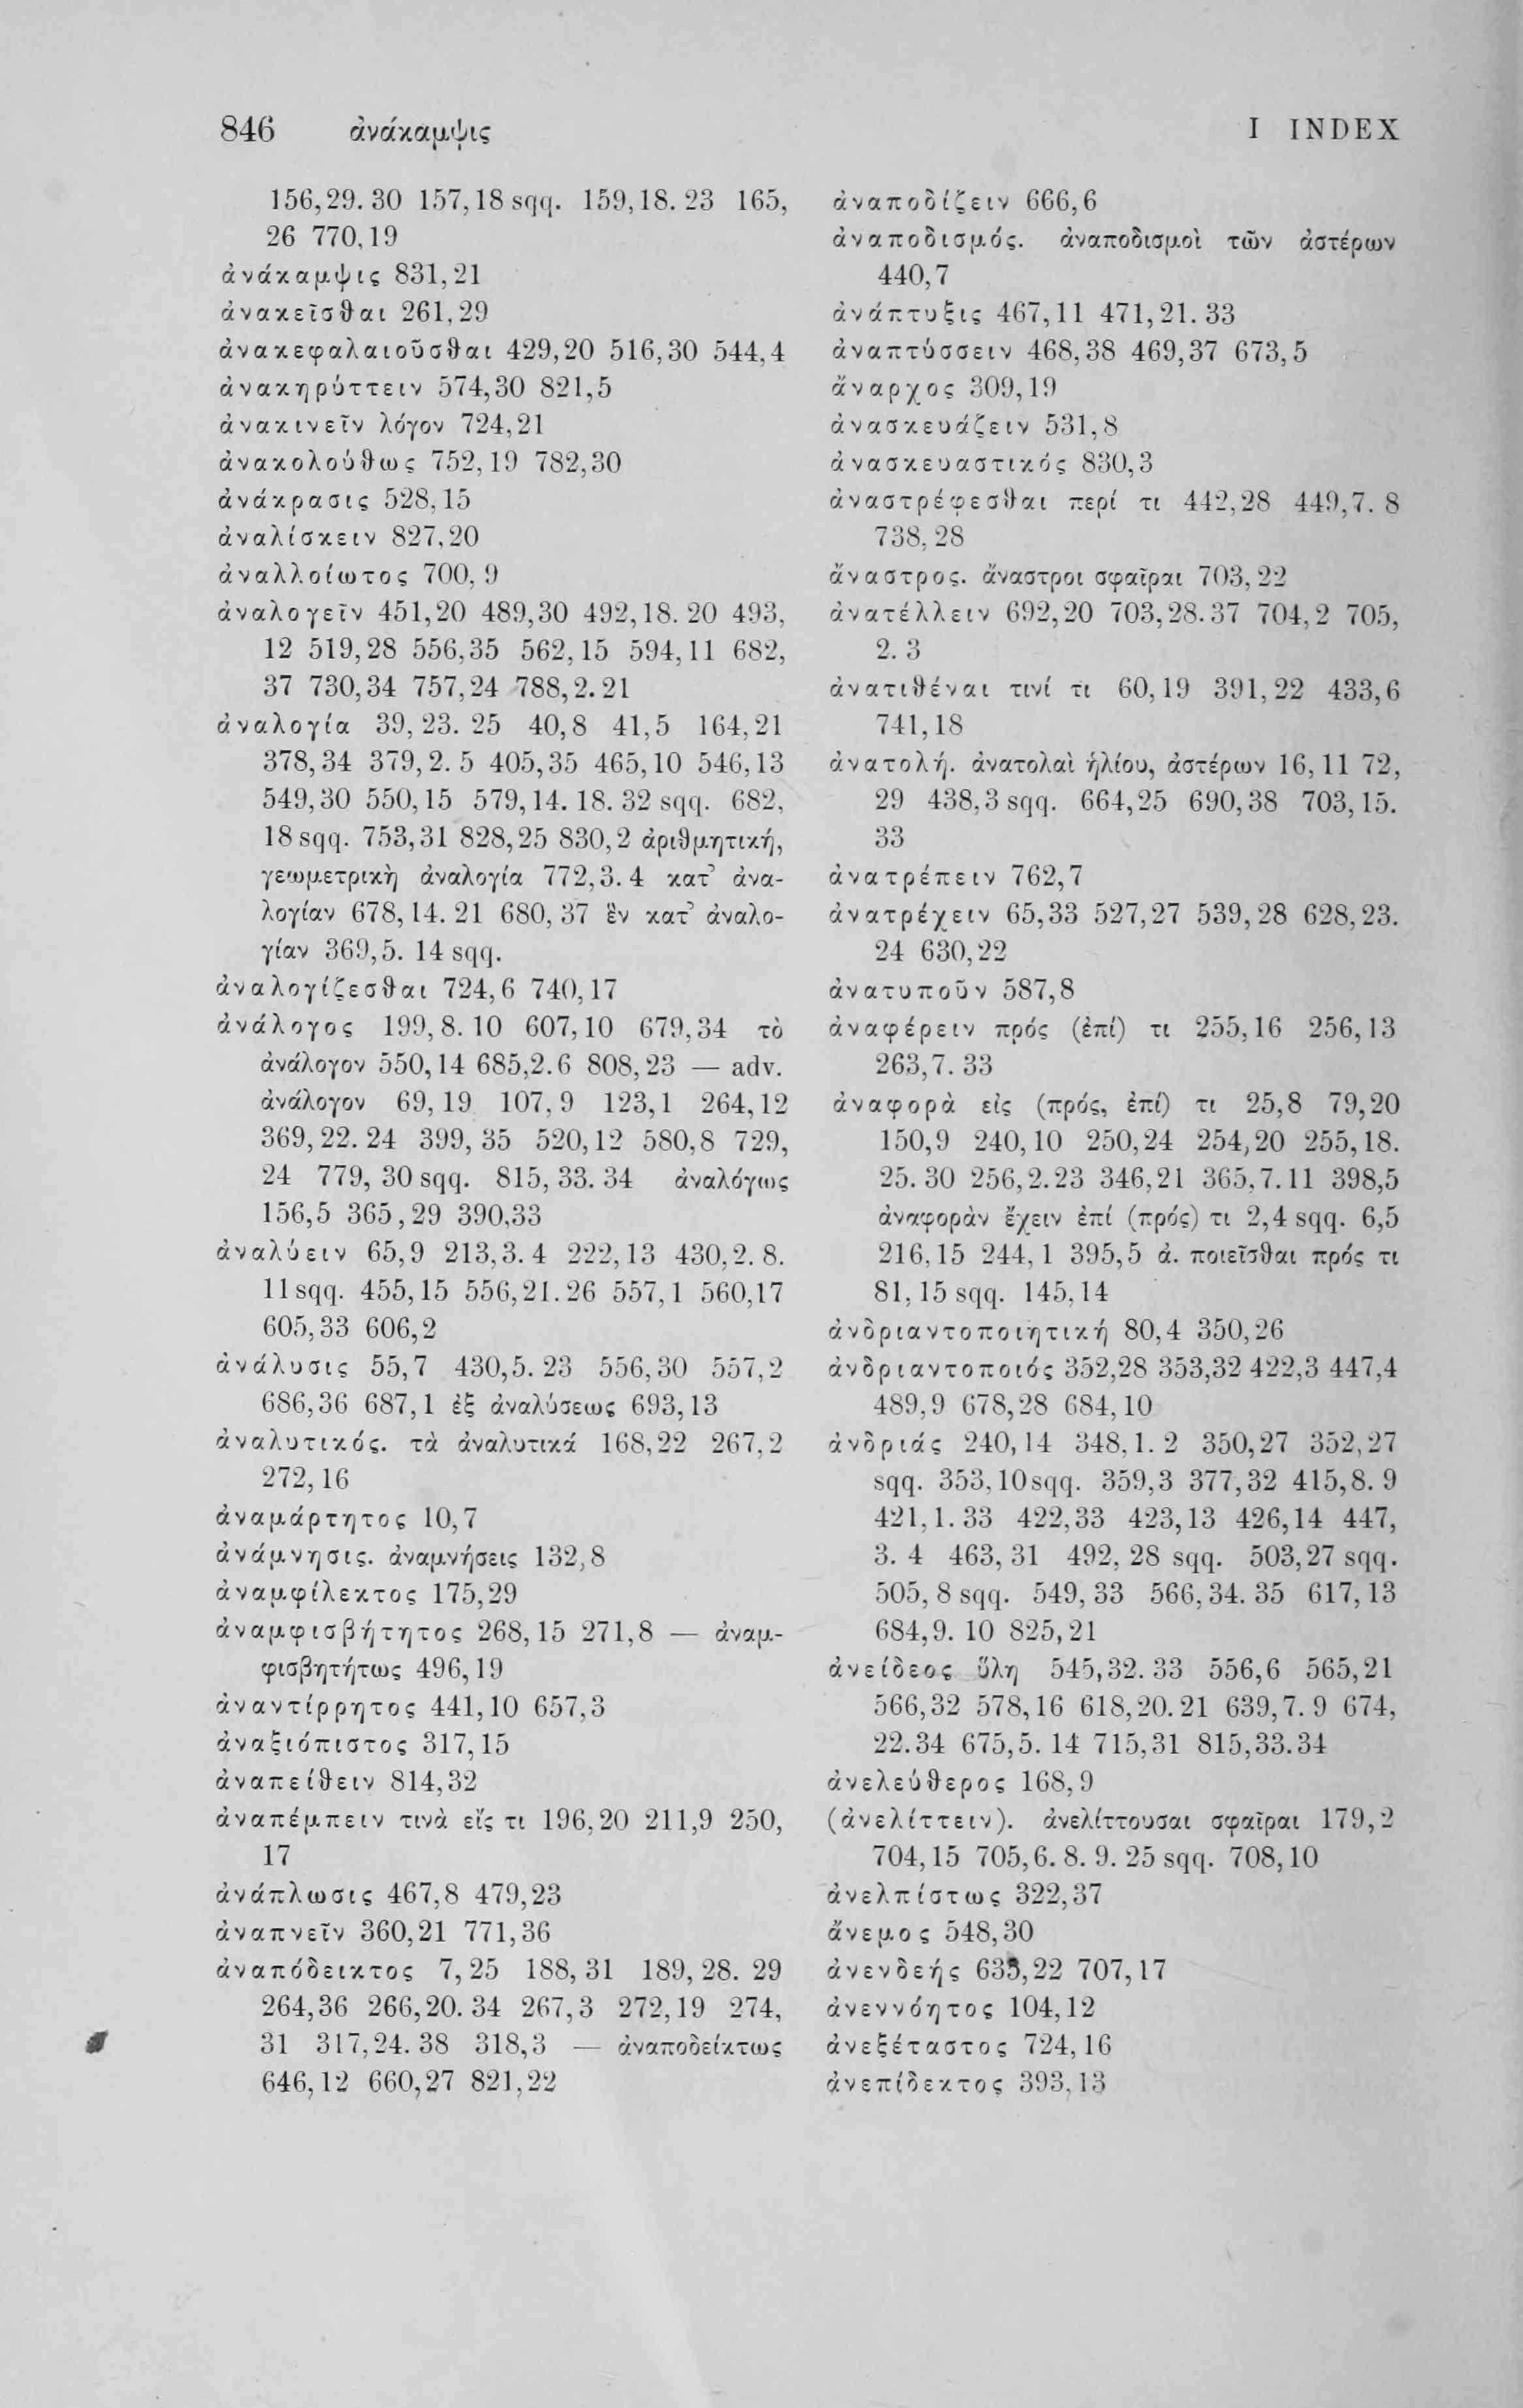 846 ἀνάκαμψις I INDEX
156,29. 30 157,18 sqq. 159,18. 23 165,
26 770,19
ἀνάκαμψις 831,21
ἀνακεῖσθαι 261,29
ἀνακεφαλαιοῦσθαι 429,20 516,30 544,4
ἀνακηρύττειν 574,30 821,5
ἀνακινεῖν λόγον 724,21
ἀνακολούθως 752,19 782,30
ἀνάκρασις 528,15
ἀναλίσκειν 827,20
ἀναλλοίωτος 700,9
ἀναλογεῖν 451,20 489,30 492,18. 20 493,
12 519,28 556,35 562,15 594,11 682,
37 730,34 757,24 788,2. 21
ἀναλογία 39,23. 25 40,8 41,5 164,21
378,34 379,2. 5 405,35 465,10 546,13
549,30 550,15 579,14. 18. 32 sqq. 682,
18 sqq. 753,31 828,25 830,2 ἀριθμητική,
γεωμετρικὴ ἀναλογία 772,3. 4 κατ᾽ ἀνα-
λογίαν 678,14. 21 680,37 ἓν κατ᾽ ἀναλο-
γίαν 369,5. 14 sqq.
ἀναλογίζεσθαι 724,6 740,17
ἀνάλογος 199,8. 10 607,10 679,34 τὸ
ἀνάλογον 550,14 685,2. 6 808,23 — adv.
ἀνάλογον 69,19 107,9 123,1 264,12
369,22. 24 399,35 520,12 580,8 729,
24 779,30 sqq. 815,33. 34 ἀναλόγως
156,5 365,29 390,33
ἀναλύειν 65,9 213,3. 4 222,13 430,2. 8.
11 sqq. 455,15 556,21. 26 557,1 560,17
605,33 606,2
ἀνάλυσις 55,7 430,5. 23 556,30 557,2
686,36 687,1 ἐξ ἀναλύσεως 693,13
ἀναλυτικός. τὰ ἀναλυτικά 168,22 267,2
272,16
ἀναμάρτητος 10,7
ἀνάμνησις. ἀναμνήσεις 132,8
ἀναμφίλεκτος 175,29
ἀναμφισβήτητος 268,15 271,8 — ἀναμ-
φισβητήτως 496,19
ἀναντίρρητος 441,10 657,3
ἀναξιόπιστος 317,15
ἀναπείθειν 814,32
ἀναπέμπειν τινὰ εἴς τι 196,20 211,9 250,
17
ἀνάπλωσις 467,8 479,23
ἀναπνεῖν 360,21 771,36
ἀναπόδεικτος 7,25 188,31 189,28. 29
264,36 266,20. 34 267,3 272,19 274,
31 317,24. 38 318,3 — ἀναποδείκτως
646,12 660,27 821,22
ἀναποδίζειν 666,6
ἀναποδισμός. ἀναποδισμοὶ τῶν ἀστέρων
440,7
ἀνάπτυξις 467,11 471,21. 33
ἀναπτύσσειν 468,38 469,37 673,5
ἄναρχος 309,19
ἀνασκευάζειν 531,8
ἀνασκευαστικός 830,3
ἀναστρέφεσθαι περί τι 442,28 449,7. 8
738,28
ἄναστρος. ἄναστροι σφαῖραι 703,22
ἀνατέλλειν 692,20 703,28. 37 704,2 705,
2. 3
ἀνατιθέναι τινί τι 60,19 391,22 433,6
741,18
ἀνατολή. ἀνατολαὶ ἡλίου, ἀστέρων 16,11 72,
29 438,3 sqq. 664,25 690,38 703,15.
33
ἀνατρέπειν 762,7
ἀνατρέχειν 65,33 527,27 539,28 628,23.
24 630,22
ἀνατυποῦν 587,8
ἀναφέρειν πρός (ἐπί) τι 255,16 256,13
263,7. 33
ἀναφορὰ εἰς (πρός, ἐπί) τι 25,8 79,20
150,9 240,10 250,24 254,20 255,18.
25. 30 256,2. 23 346,21 365,7. 11 398,5
ἀναφορὰν ἔχειν ἐπί (πρός) τι 2,4 sqq. 6,5
216,15 244,1 395,5 ἀ. ποιεῖσθαι πρός τι
81,15 sqq. 145,14
ἀνδριαντοποιητική 80,4 350,26
ἀνδριαντοποιός 352,28 353,32 422,3 447,4
489,9 678,28 684,10
ἀνδριάς 240,14 348,1. 2 350,27 352,27
sqq. 353,10 sqq. 359,3 377,32 415,8. 9
421,1. 33 422,33 423,13 426,14 447,
3. 4 463,31 492,28 sqq. 503,27 sqq.
505,8 sqq. 549,33 566,34. 35 617,13
684,9. 10 825,21
ἀνείδεος ὕλη 545,32. 33 556,6 565,21
566,32 578,16 618,20. 21 639,7. 9 674,
22. 34 675,5. 14 715,31 815,33. 34
ἀνελεύθερος 168,9
(ἀνελίττειν). ἀνελίττουσαι σφαῖραι 179,2
704,15 705,6. 8. 9. 25 sqq. 708,10
ἀνελπίστως 322,37
ἄνεμος 548,30
ἀνενδεής 22 707,17
ἀνεννόητος 104,12
ἀνεξέταστος 724,16
ἀνεπίδεκτος 393,13